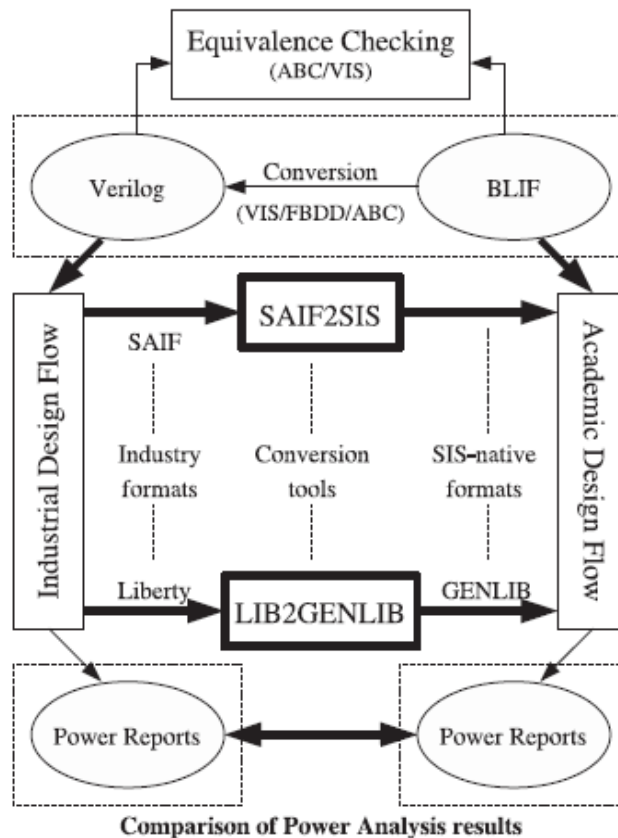 Equivalence Checking
(ABC/VIS)
Verilog
Conversion
(VIS/FBDD/ABC)
BLIF
Industrial Design Flow
SAIF
SAIF2SIS
Academic Design Flow
Industry
formats
Conversion
tools
SIS-native
formats
Liberty
LIB2GENLIB
GENLIB
Power Reports
Power Reports
Comparison of Power Analysis results